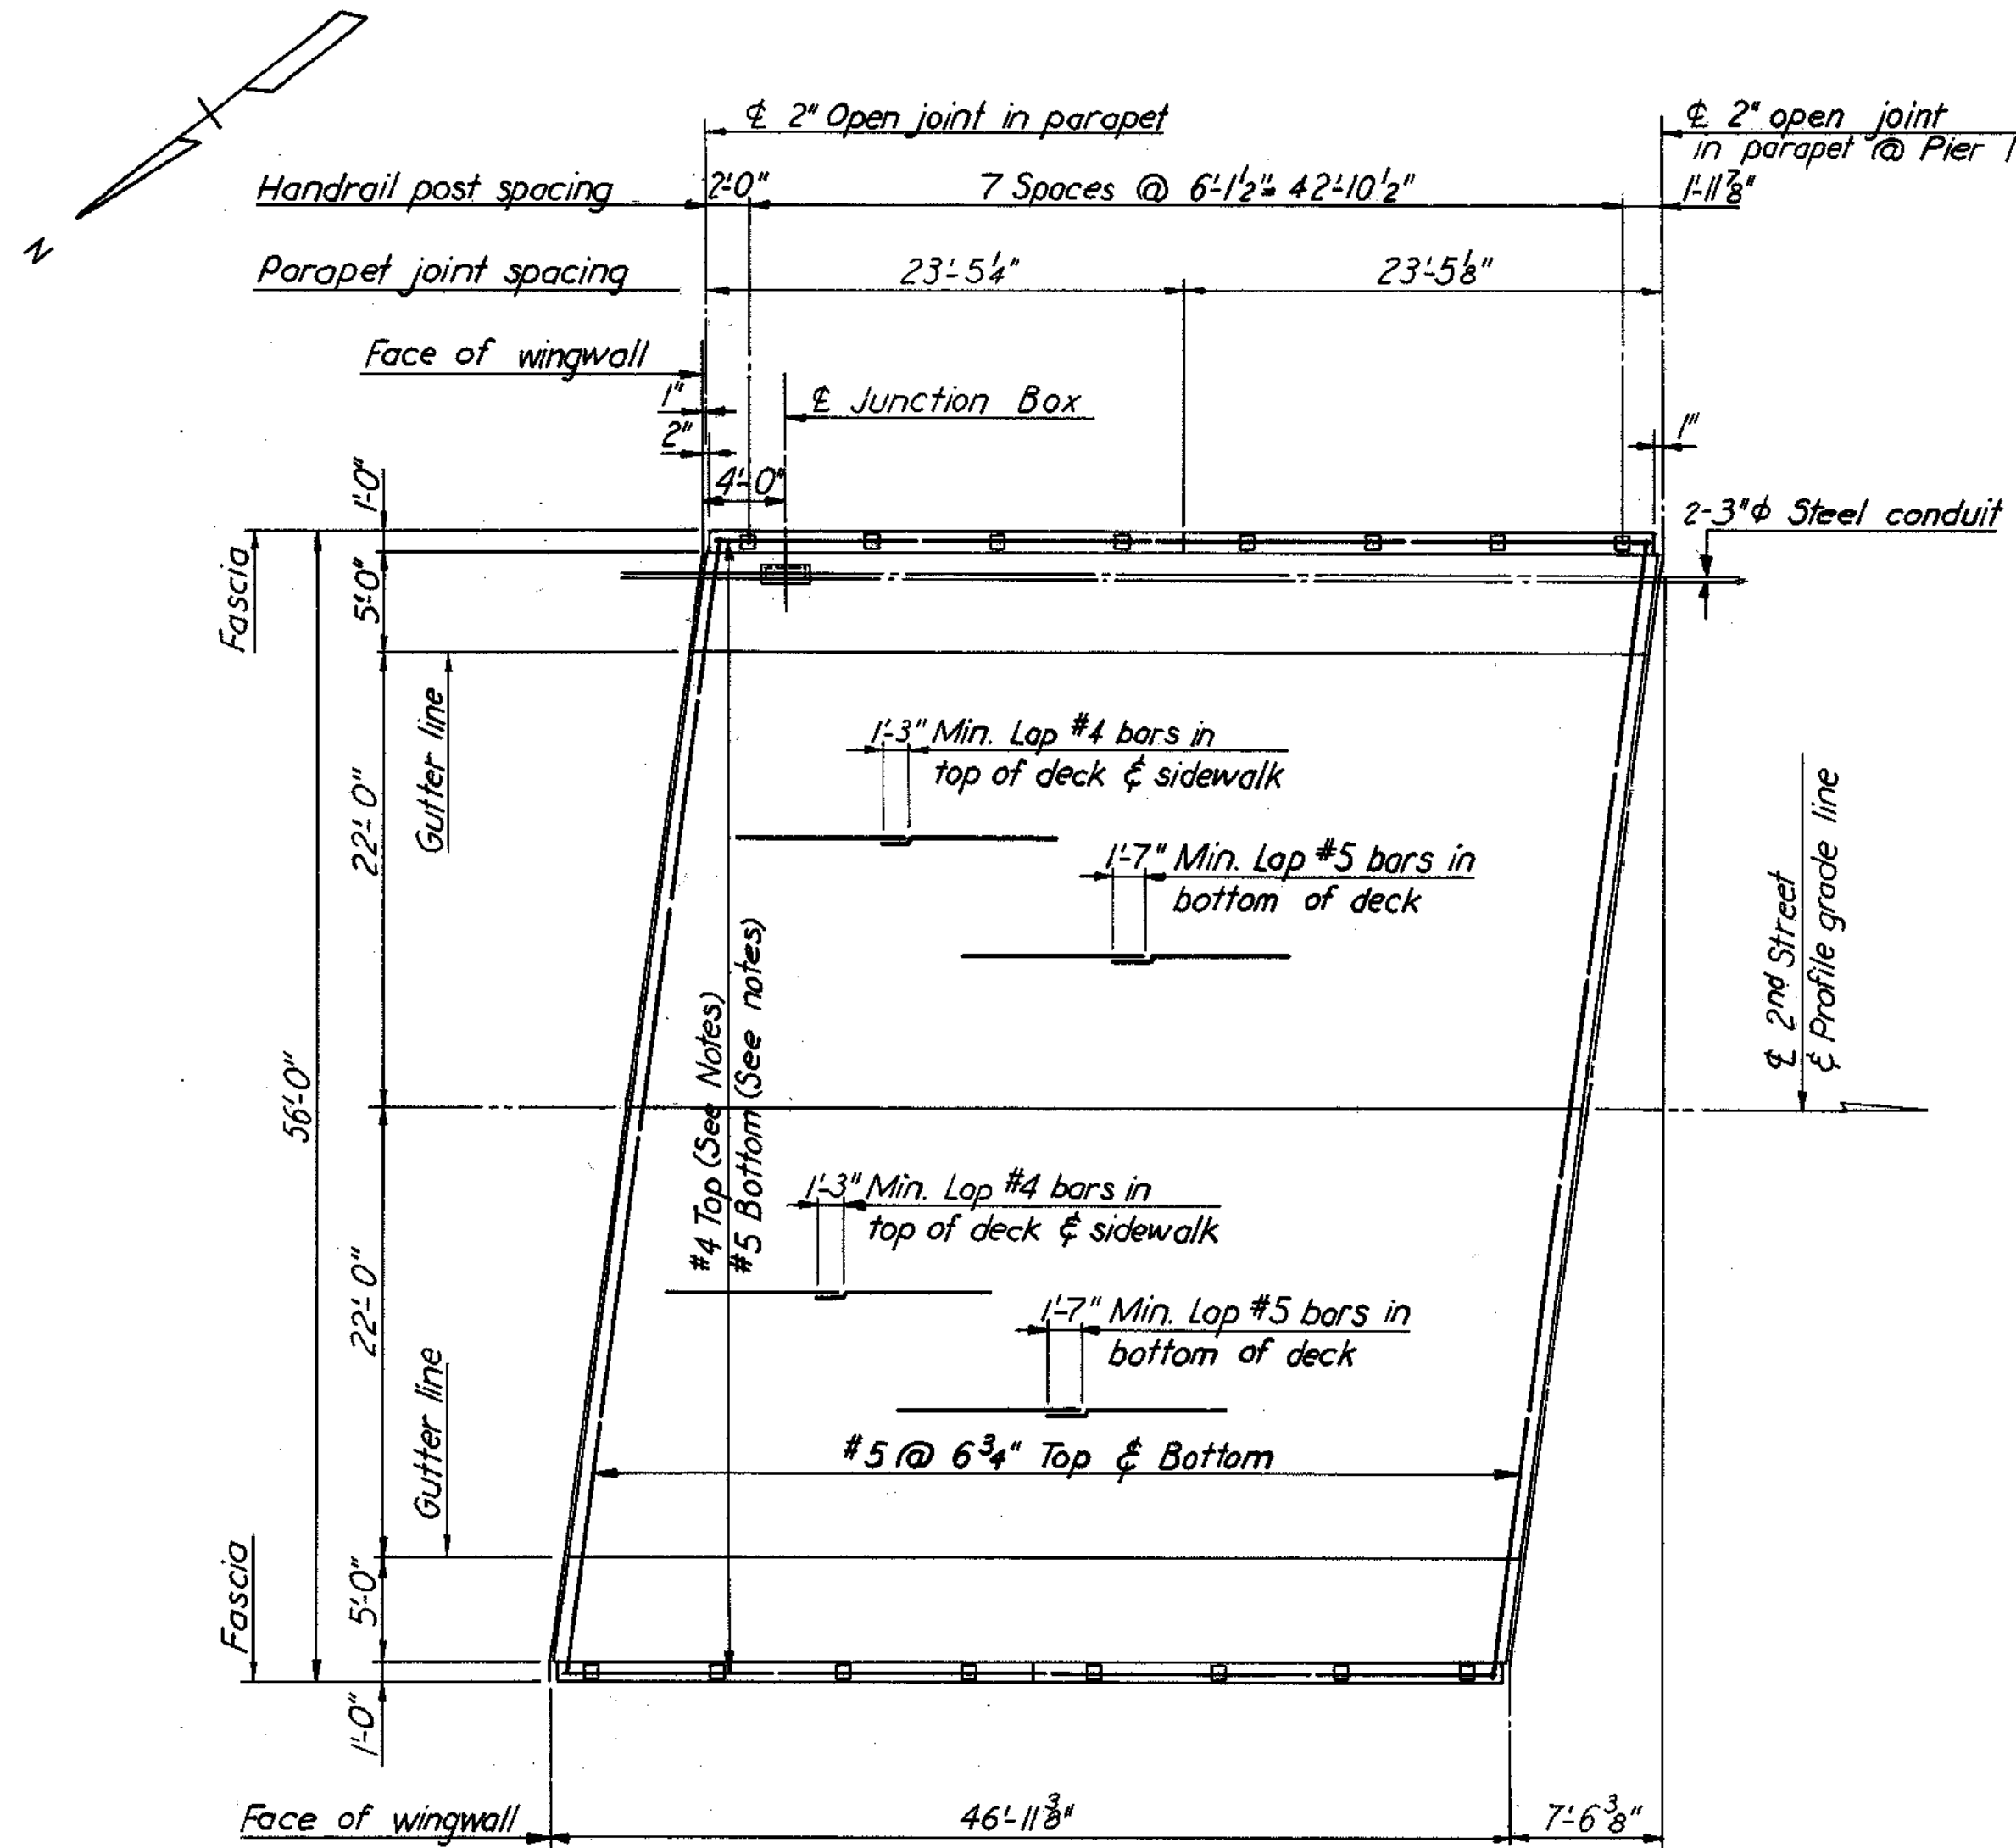 ℄ 2" Open joint in parapet
℄ 2" open joint
in parapet @ Pier 1
Handrail post spacing
2'-0"
7 Spaces @ 6'-1½" = 42'-10½"
1'-11⅞"
N
Parapet joint spacing
23'-5¼"
23'-5⅛"
Face of wingwall
1"
℄ Junction Box
2"
1"
4'-0"
1'-0"
2-3"ϕ Steel conduit
Fascia
5'-0"
Gutter line
1'-3" Min. Lap #4 bars in
top of deck & sidewalk
22'-0"
1'-7" Min. Lap #5 bars in
bottom of deck
℄ 2nd Street
& Profile grade line
56'-0"
#4 Top (See Notes)
#5 Bottom (See notes)
1'-3" Min. Lap #4 bars in
top of deck & sidewalk
22'-0"
1'-7" Min. Lap #5 bars in
bottom of deck
Gutter line
#5 @ 6¾" Top & Bottom
Fascia
5'-0"
1'-0"
Face of wingwall
46'-11⅜"
7'-6⅜"